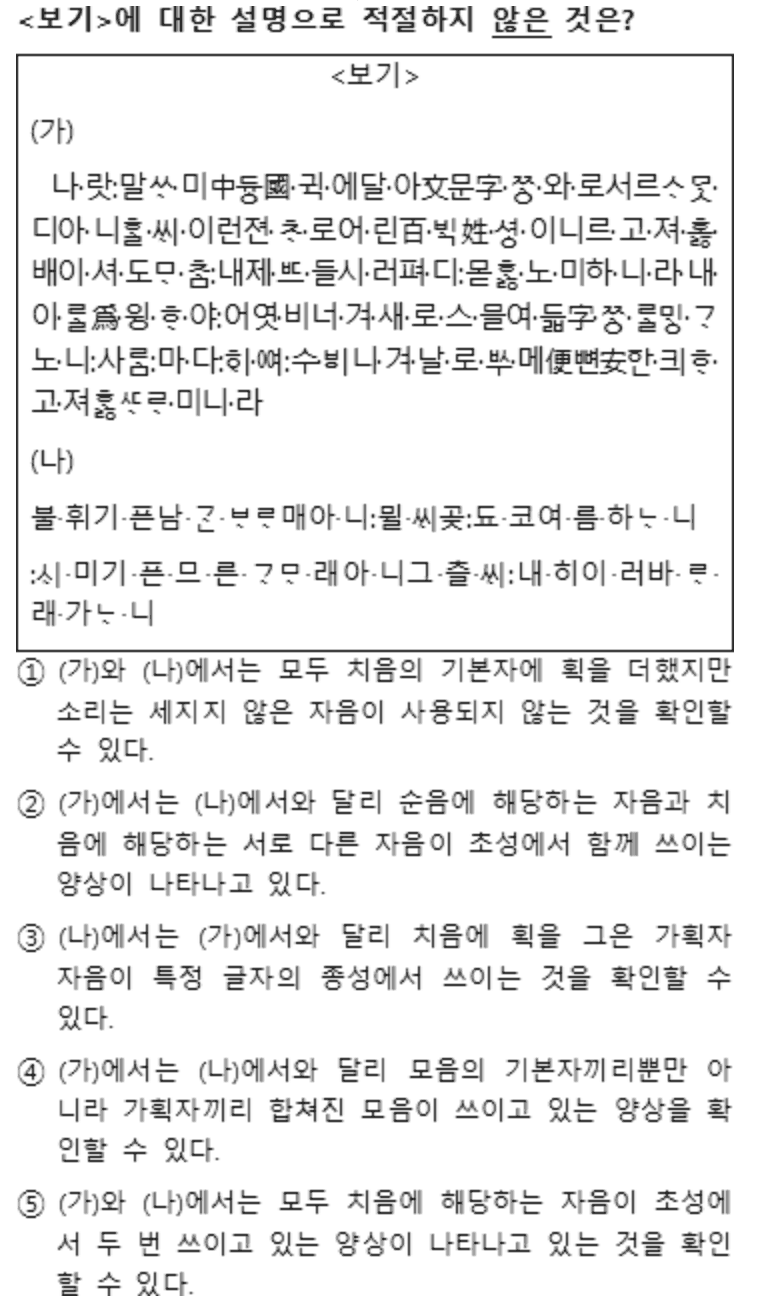 <보기>에 대한 설명으로 적절하지 않은 것은?
<보기>
(가)
나·랏:말ᄊᆞ·미中듕國·귁·에달·아文문字·ᄍᆞᆼ·와·로서르ᄉᆞᄆᆞᆺ·
디아·니ᄒᆞᆯ·ᄊᆡ·이런젼·ᄎᆞ·로어·린百·ᄇᆡᆨ姓·셩·이니르·고·져·ᄒᆞᇙ
배이·셔·도ᄆᆞ·ᄎᆞᆷ:내제·ᄠᅳ·들시·러펴·디:몯ᄒᆞᇙ·노·미하·니·라·내
이·ᄅᆞᆯ爲·윙·ᄒᆞ·야:어엿·비너·겨·새·로·스·믈여·듧字·ᄍᆞᆼ·ᄅᆞᆯᄆᆡᆼ·ᄀᆞ
노·니:사ᄅᆞᆷ:마·다:ᄒᆡ·ᅇᅧ:수·ᄫᅵ니·겨·날·로·ᄡᅮ·메便뼌安한·킈ᄒᆞ·
고·져ᄒᆞᇙᄯᆞᄅᆞ·미니·라
(나)
불·휘기·픈남·ᄀᆞᆫ·ᄇᆞᄅᆞ매아·니:뮐·ᄊᆡ곶:됴·코여·름·하ᄂᆞ·니
:ᄉᆡ·미기·픈·므·른·ᄀᆞᄆᆞ·래아·니그·츨·ᄊᆡ:내·히이·러바·ᄅᆞ·
래·가ᄂᆞ·니
① (가)와 (나)에서는 모두 치음의 기본자에 획을 더했지만
소리는 세지지 않은 자음이 사용되지 않는 것을 확인할
수 있다.
② (가)에서는 (나)에서와 달리 순음에 해당하는 자음과 치
음에 해당하는 서로 다른 자음이 초성에서 함께 쓰이는
양상이 나타나고 있다.
③ (나)에서는 (가)에서와 달리 치음에 획을 그은 가획자
자음이 특정 글자의 종성에서 쓰이는 것을 확인할 수
있다.
④ (가)에서는 (나)에서와 달리 모음의 기본자끼리뿐만 아
니라 가획자끼리 합쳐진 모음이 쓰이고 있는 양상을 확
인할 수 있다.
⑤ (가)와 (나)에서는 모두 치음에 해당하는 자음이 초성에
서 두 번 쓰이고 있는 양상이 나타나고 있는 것을 확인
할 수 있다.